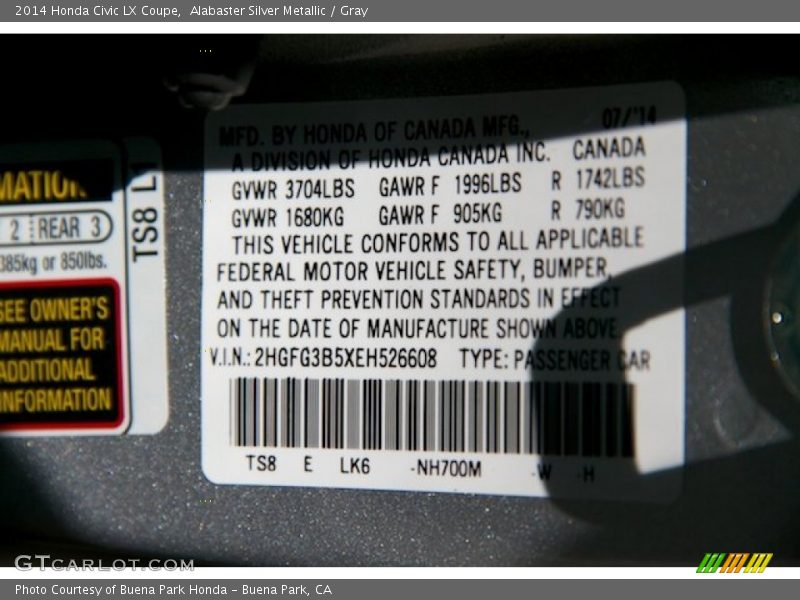 2014 Honda Civic LX Coupe,  Alabaster Silver Metallic / Gray
2 REAR 3
385kg or 850lbs.
SEE OWNER'S
MANUAL FOR
ADDITIONAL
INFORMATION
TS8
07/'14
MFD. BY HONDA OF CANADA MFG.,
A DIVISION OF HONDA CANADA INC. CANADA
GVWR 3704LBS GAWR F 1996LBS R 1742LBS
GVWR 1680KG GAWR F 905KG R 790KG
THIS VEHICLE CONFORMS TO ALL APPLICABLE
FEDERAL MOTOR VEHICLE SAFETY, BUMPER,
AND THEFT PREVENTION STANDARDS IN EFFECT
ON THE DATE OF MANUFACTURE SHOWN ABOVE.
V.I.N.: 2HGFG3B5XEH526608 TYPE: PASSENGER CAR
TS8 E LK6 -NH700M -W -H
GTCARLOT.COM
Photo Courtesy of Buena Park Honda – Buena Park, CA